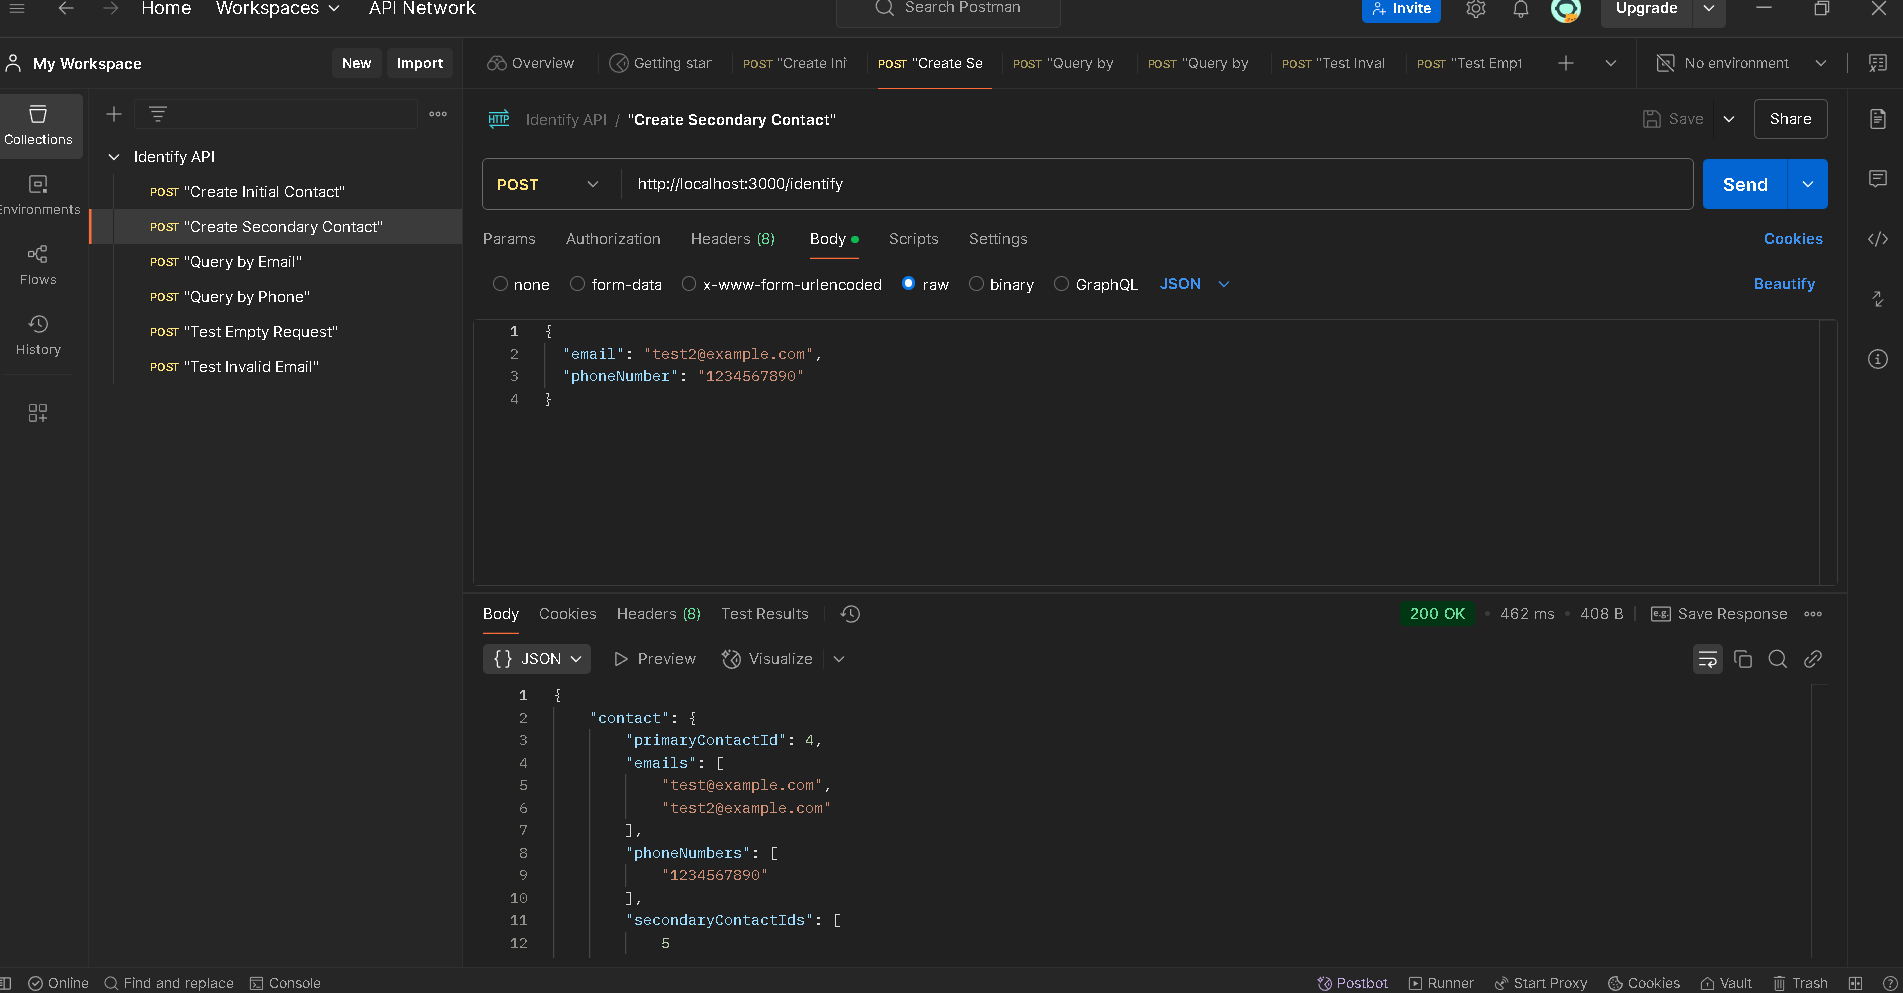 Home Workspaces API Network Search Postman Invite Upgrade
My Workspace New Import Overview Getting star POST "Create Ini POST "Create Se POST "Query by POST "Query by POST "Test Inval POST "Test Empt No environment
Collections
Environments
Flows
History
Identify API
POST "Create Initial Contact"
POST "Create Secondary Contact"
POST "Query by Email"
POST "Query by Phone"
POST "Test Empty Request"
POST "Test Invalid Email"
HTTP Identify API / "Create Secondary Contact" Save Share
POST http://localhost:3000/identify Send
Params Authorization Headers (8) Body Scripts Settings Cookies
none form-data x-www-form-urlencoded raw binary GraphQL JSON Beautify
1 {
2 "email": "test2@example.com",
3 "phoneNumber": "1234567890"
4 }
Body Cookies Headers (8) Test Results 200 OK • 462 ms • 408 B e.g. Save Response
{} JSON Preview Visualize
1 {
2 "contact": {
3 "primaryContactId": 4,
4 "emails": [
5 "test@example.com",
6 "test2@example.com"
7 ],
8 "phoneNumbers": [
9 "1234567890"
10 ],
11 "secondaryContactIds": [
12 5
Online Find and replace Console Postbot Runner Start Proxy Cookies Vault Trash